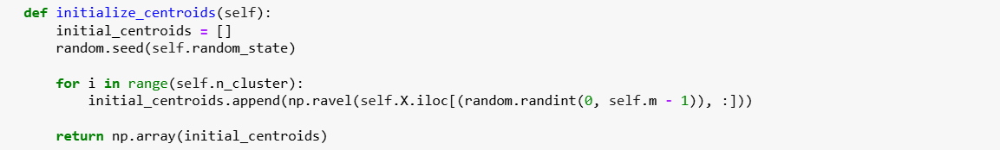 def initialize_centroids(self):
    initial_centroids = []
    random.seed(self.random_state)

    for i in range(self.n_cluster):
        initial_centroids.append(np.ravel(self.X.iloc[(random.randint(0, self.m - 1)), :]))

    return np.array(initial_centroids)